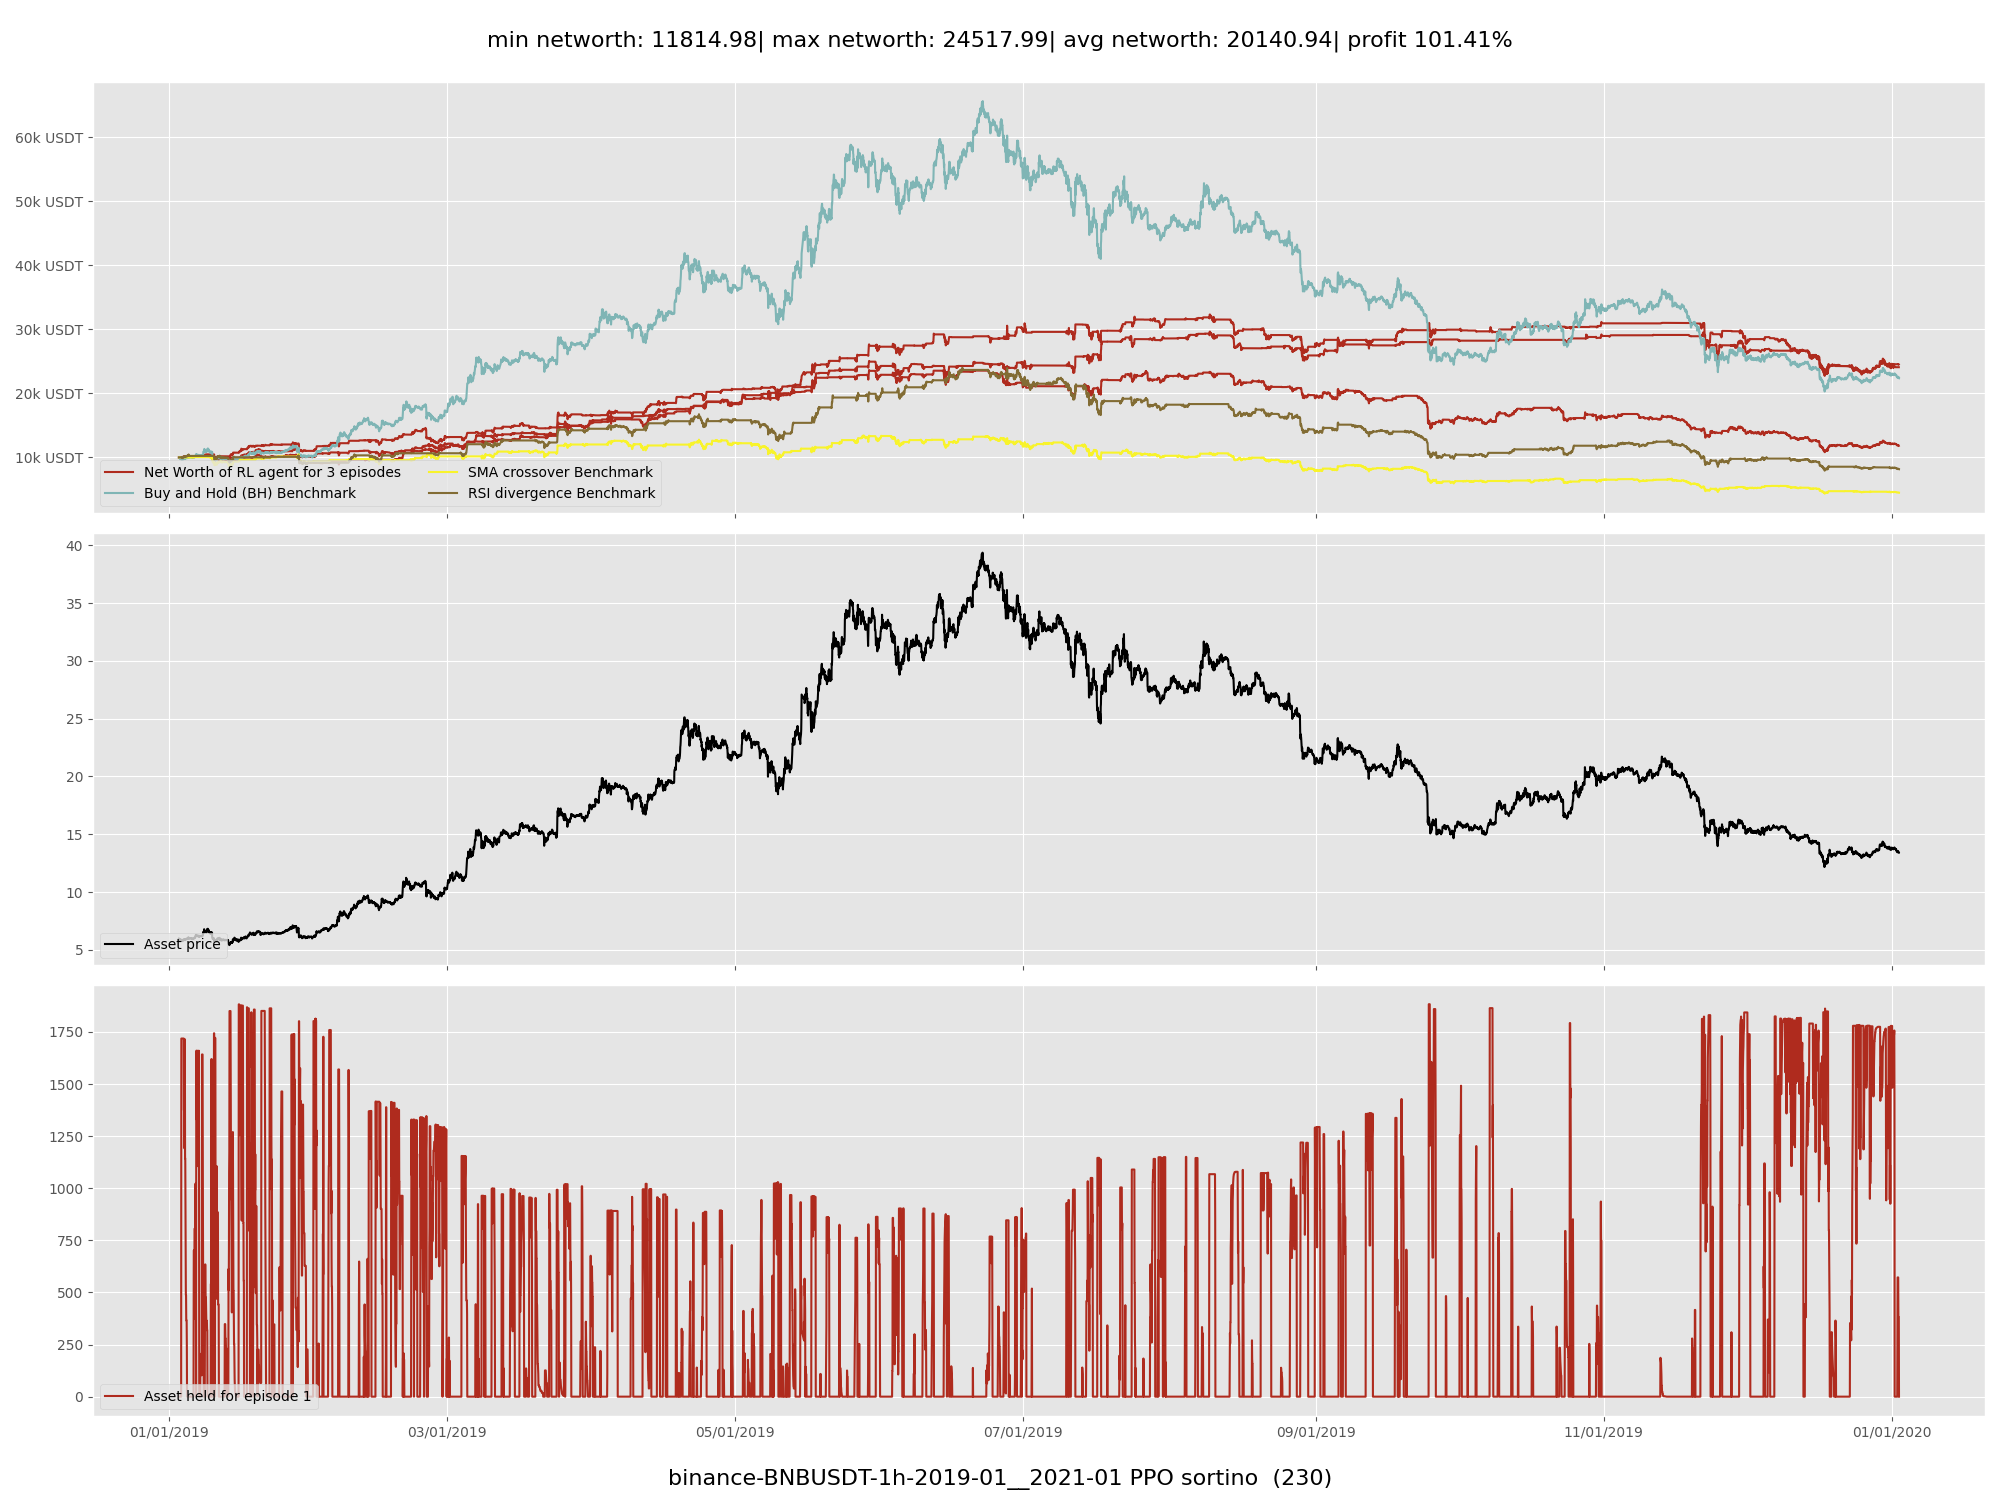 min networth: 11814.98| max networth: 24517.99| avg networth: 20140.94| profit 101.41%
60k USDT
50k USDT
40k USDT
30k USDT
20k USDT
10k USDT
Net Worth of RL agent for 3 episodes
Buy and Hold (BH) Benchmark
SMA crossover Benchmark
RSI divergence Benchmark
40
35
30
25
20
15
10
5
Asset price
1750
1500
1250
1000
750
500
250
0
Asset held for episode 1
01/01/2019 03/01/2019 05/01/2019 07/01/2019 09/01/2019 11/01/2019 01/01/2020
binance-BNBUSDT-1h-2019-01__2021-01 PPO sortino (230)